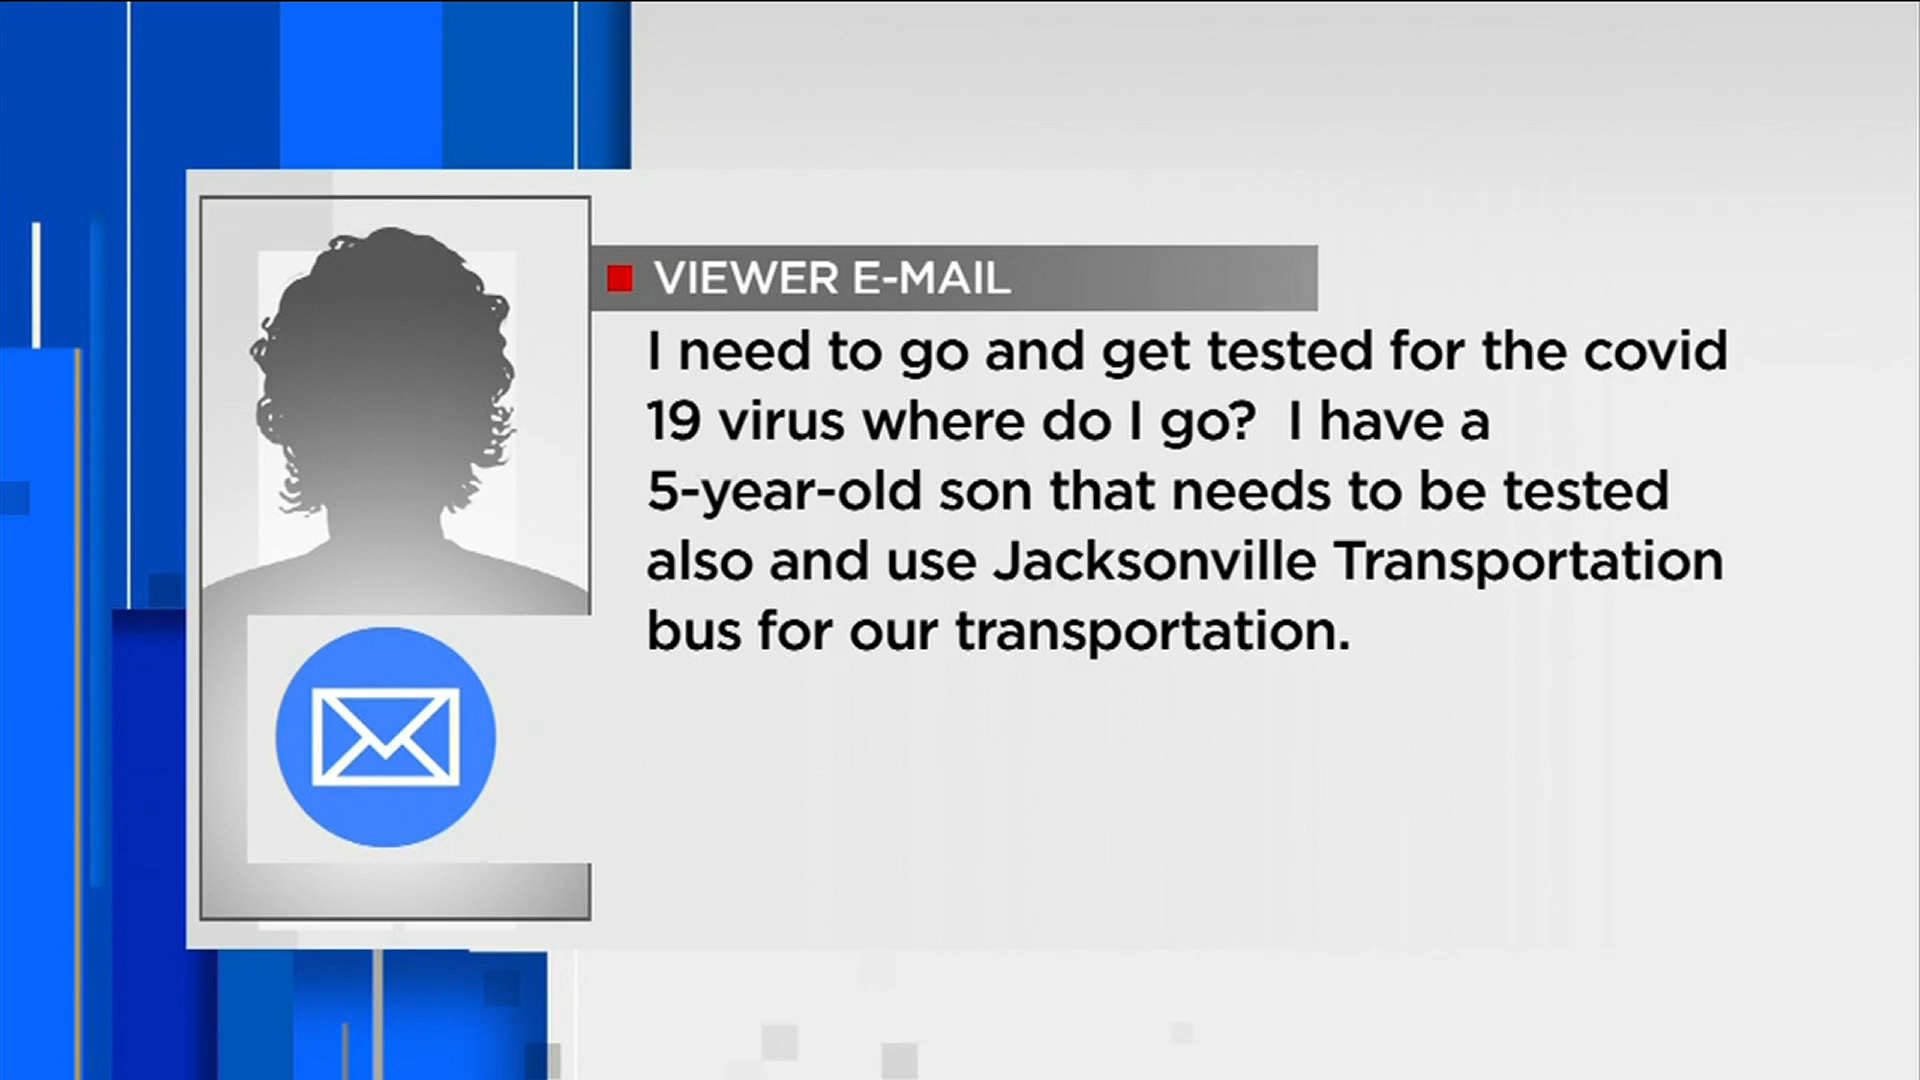 VIEWER E-MAIL
I need to go and get tested for the covid
19 virus where do I go?  I have a
5-year-old son that needs to be tested
also and use Jacksonville Transportation
bus for our transportation.